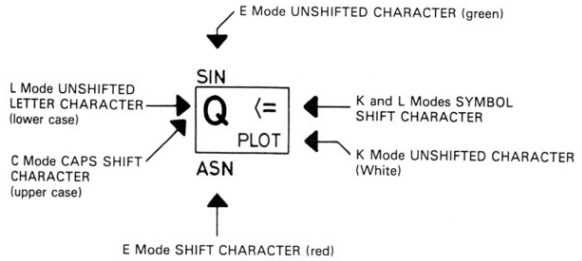 E Mode UNSHIFTED CHARACTER (green)
SIN
L Mode UNSHIFTED
LETTER CHARACTER
(lower case)
Q <=
PLOT
K and L Modes SYMBOL
SHIFT CHARACTER
C Mode CAPS SHIFT
CHARACTER
(upper case)
K Mode UNSHIFTED CHARACTER
(White)
ASN
E Mode SHIFT CHARACTER (red)